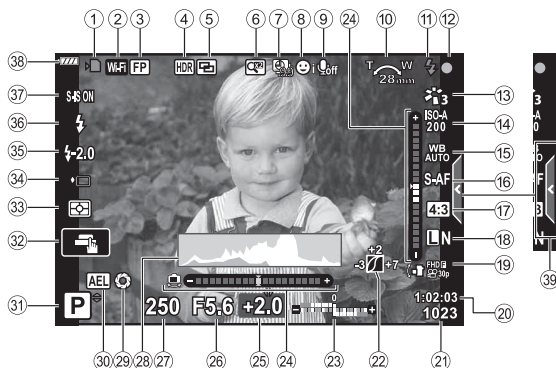 1 2 3 4 5 6 7 8 9 24 10 11 12
Wi-Fi FP HDR i off T W
28mm
38
37 S-IS ON
36
35 -2.0
34
33
32
31 P
AEL
3 13
ISO-A 200 14
WB AUTO 15
S-AF 16
4:3 17
L N 18
FHD F 30p 19
1:02:03 20
1023
39
+2
-3 +7
250 F5.6 +2.0
0
30 29 28 27 26 25 24 23 22 21